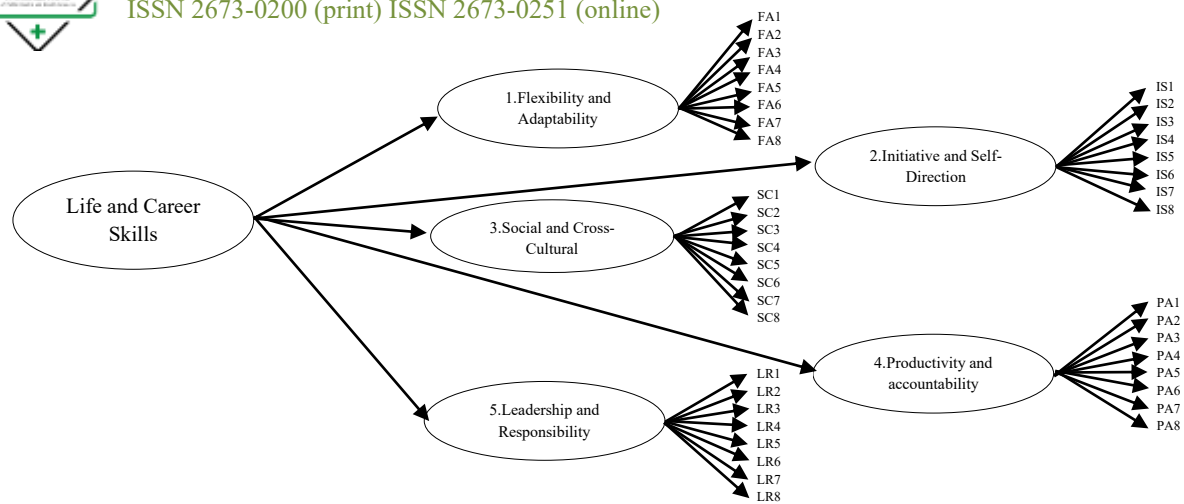 ISSN 2673-0200 (print) ISSN 2673-0251 (online)
Life and Career
Skills
1.Flexibility and
Adaptability
FA1
FA2
FA3
FA4
FA5
FA6
FA7
FA8
2.Initiative and Self-
Direction
IS1
IS2
IS3
IS4
IS5
IS6
IS7
IS8
3.Social and Cross-
Cultural
SC1
SC2
SC3
SC4
SC5
SC6
SC7
SC8
4.Productivity and
accountability
PA1
PA2
PA3
PA4
PA5
PA6
PA7
PA8
5.Leadership and
Responsibility
LR1
LR2
LR3
LR4
LR5
LR6
LR7
LR8